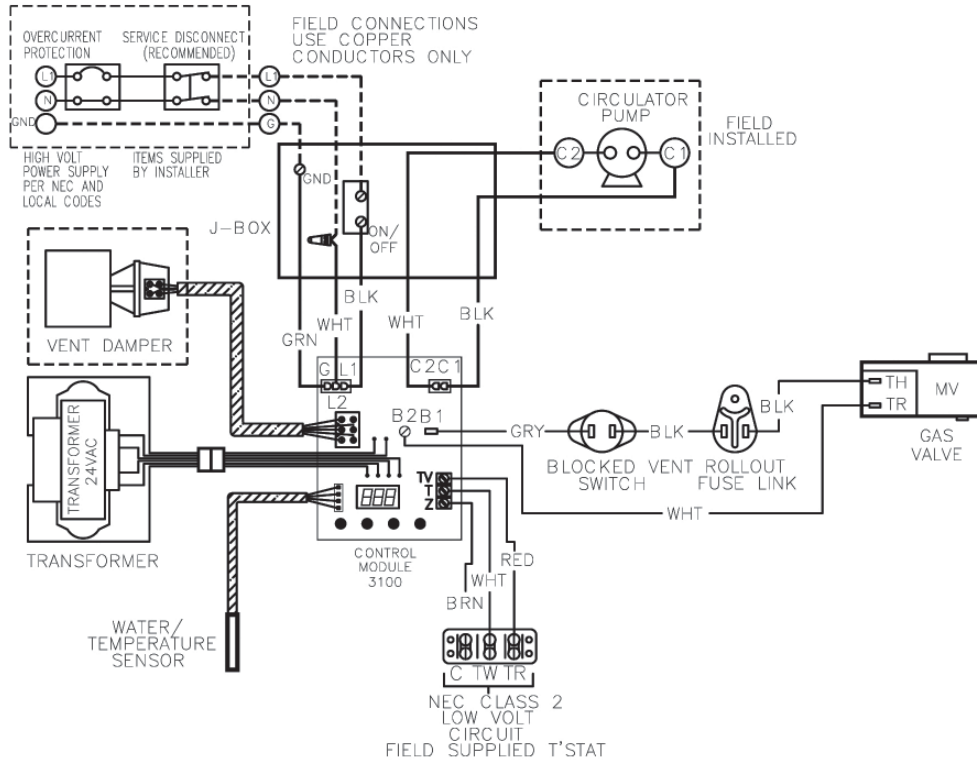 FIELD CONNECTIONS
USE COPPER
CONDUCTORS ONLY
OVERCURRENT
PROTECTION
SERVICE DISCONNECT
(RECOMMENDED)
L1
L1
N
N
GND
G
HIGH VOLT
POWER SUPPLY
PER NEC AND
LOCAL CODES
ITEMS SUPPLIED
BY INSTALLER
CIRCULATOR
PUMP
C2
C1
FIELD
INSTALLED
GND
J-BOX
ON/
OFF
VENT DAMPER
GRN
WHT
BLK
WHT
BLK
G L1
L2
C2C1
B2B1
GRY
BLK
BLK
BLOCKED VENT
SWITCH
ROLLOUT
FUSE LINK
TH
TR
MV
GAS
VALVE
WHT
TRANSFORMER
24VAC
TRANSFORMER
TV
T
Z
CONTROL
MODULE
3100
RED
WHT
BRN
WATER/
TEMPERATURE
SENSOR
C TW TR
NEC CLASS 2
LOW VOLT
CIRCUIT
FIELD SUPPLIED T'STAT